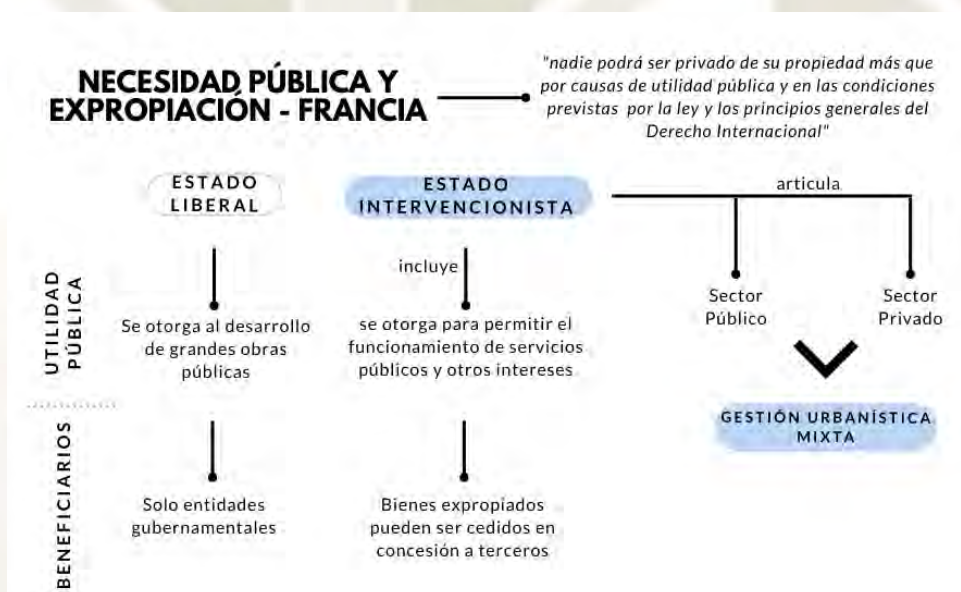 NECESIDAD PÚBLICA Y
EXPROPIACIÓN - FRANCIA
"nadie podrá ser privado de su propiedad más que
por causas de utilidad pública y en las condiciones
previstas por la ley y los principios generales del
Derecho Internacional"
ESTADO
LIBERAL
ESTADO
INTERVENCIONISTA
articula
incluye
UTILIDAD
PÚBLICA
Se otorga al desarrollo
de grandes obras
públicas
se otorga para permitir el
funcionamiento de servicios
públicos y otros intereses
Sector
Público
Sector
Privado
GESTIÓN URBANÍSTICA
MIXTA
BENEFICIARIOS
Solo entidades
gubernamentales
Bienes expropiados
pueden ser cedidos en
concesión a terceros